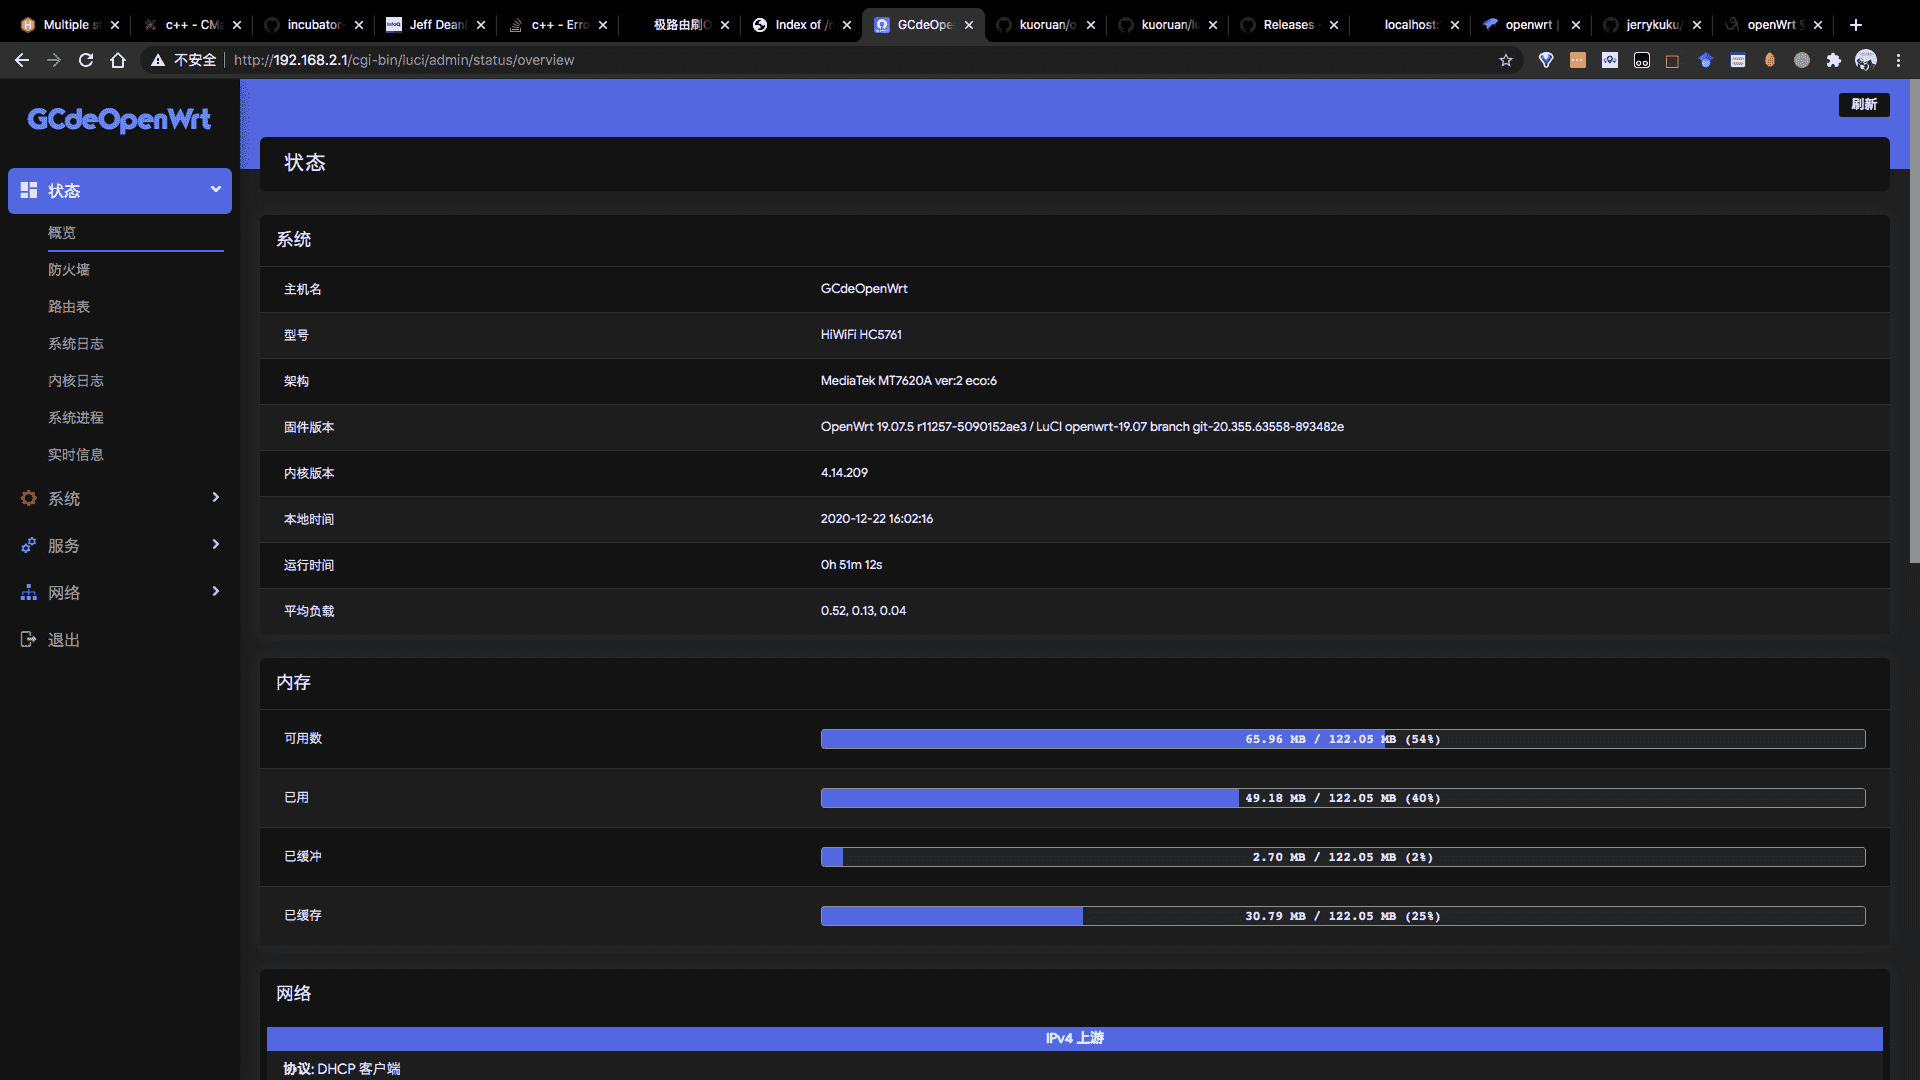 Multiple s
c++ - CMa
incubator-
Jeff Dean
c++ - Erro
极路由刷O
Index of /r
GCdeOpe
kuoruan/o
kuoruan/lu
Releases
localhost:
openwrt |
jerrykuku/
openWrt
不安全
http://192.168.2.1/cgi-bin/luci/admin/status/overview
GCdeOpenWrt
刷新
状态
概览
防火墙
路由表
系统日志
内核日志
系统进程
实时信息
系统
服务
网络
退出
状态
系统
主机名 GCdeOpenWrt
型号 HiWiFi HC5761
架构 MediaTek MT7620A ver:2 eco:6
固件版本 OpenWrt 19.07.5 r11257-5090152ae3 / LuCI openwrt-19.07 branch git-20.355.63558-893482e
内核版本 4.14.209
本地时间 2020-12-22 16:02:16
运行时间 0h 51m 12s
平均负载 0.52, 0.13, 0.04
内存
可用数 65.96 MB / 122.05 MB (54%)
已用 49.18 MB / 122.05 MB (40%)
已缓冲 2.70 MB / 122.05 MB (2%)
已缓存 30.79 MB / 122.05 MB (25%)
网络
IPv4 上游
协议: DHCP 客户端